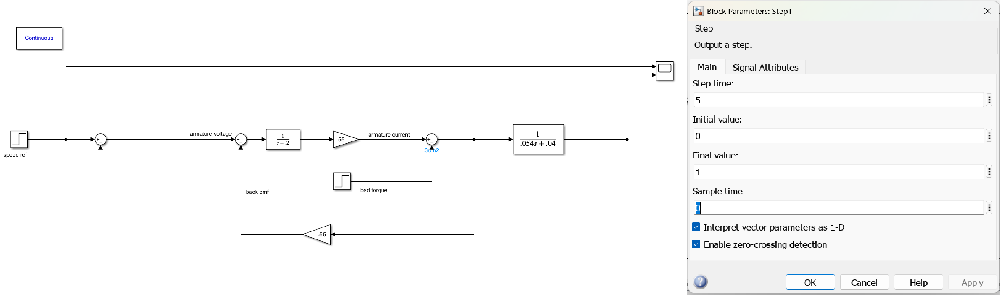 Continuous
speed ref
+
_
armature voltage
+
_
1
s + .2
.55
armature current
+
_
Sum2
1
.054s + .04
load torque
back emf
.55
Block Parameters: Step1
Step
Output a step.
Main
Signal Attributes
Step time:
5
Initial value:
0
Final value:
1
Sample time:
0
Interpret vector parameters as 1-D
Enable zero-crossing detection
?
OK
Cancel
Help
Apply